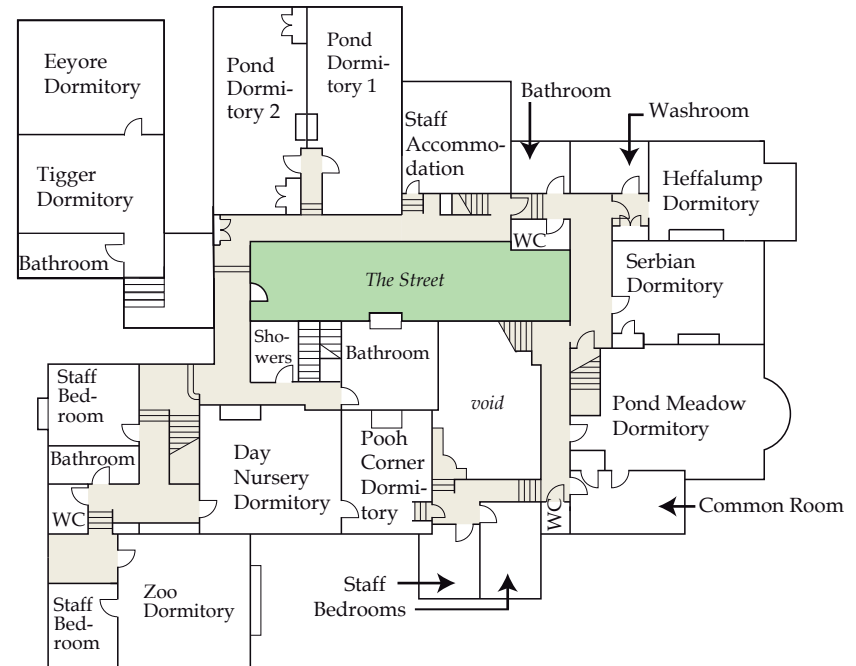 Eeyore
Dormitory
Pond
Dormi-
tory 2
Pond
Dormi-
tory 1
Bathroom
Washroom
Staff
Accommo-
dation
Tigger
Dormitory
Heffalump
Dormitory
Bathroom
WC
The Street
Serbian
Dormitory
Sho-
wers
Bathroom
Staff
Bed-
room
void
Pond Meadow
Dormitory
Bathroom
Day
Nursery
Dormitory
Pooh
Corner
Dormi-
tory
WC
WC
Common Room
Zoo
Dormitory
Staff
Bedrooms
Staff
Bed-
room